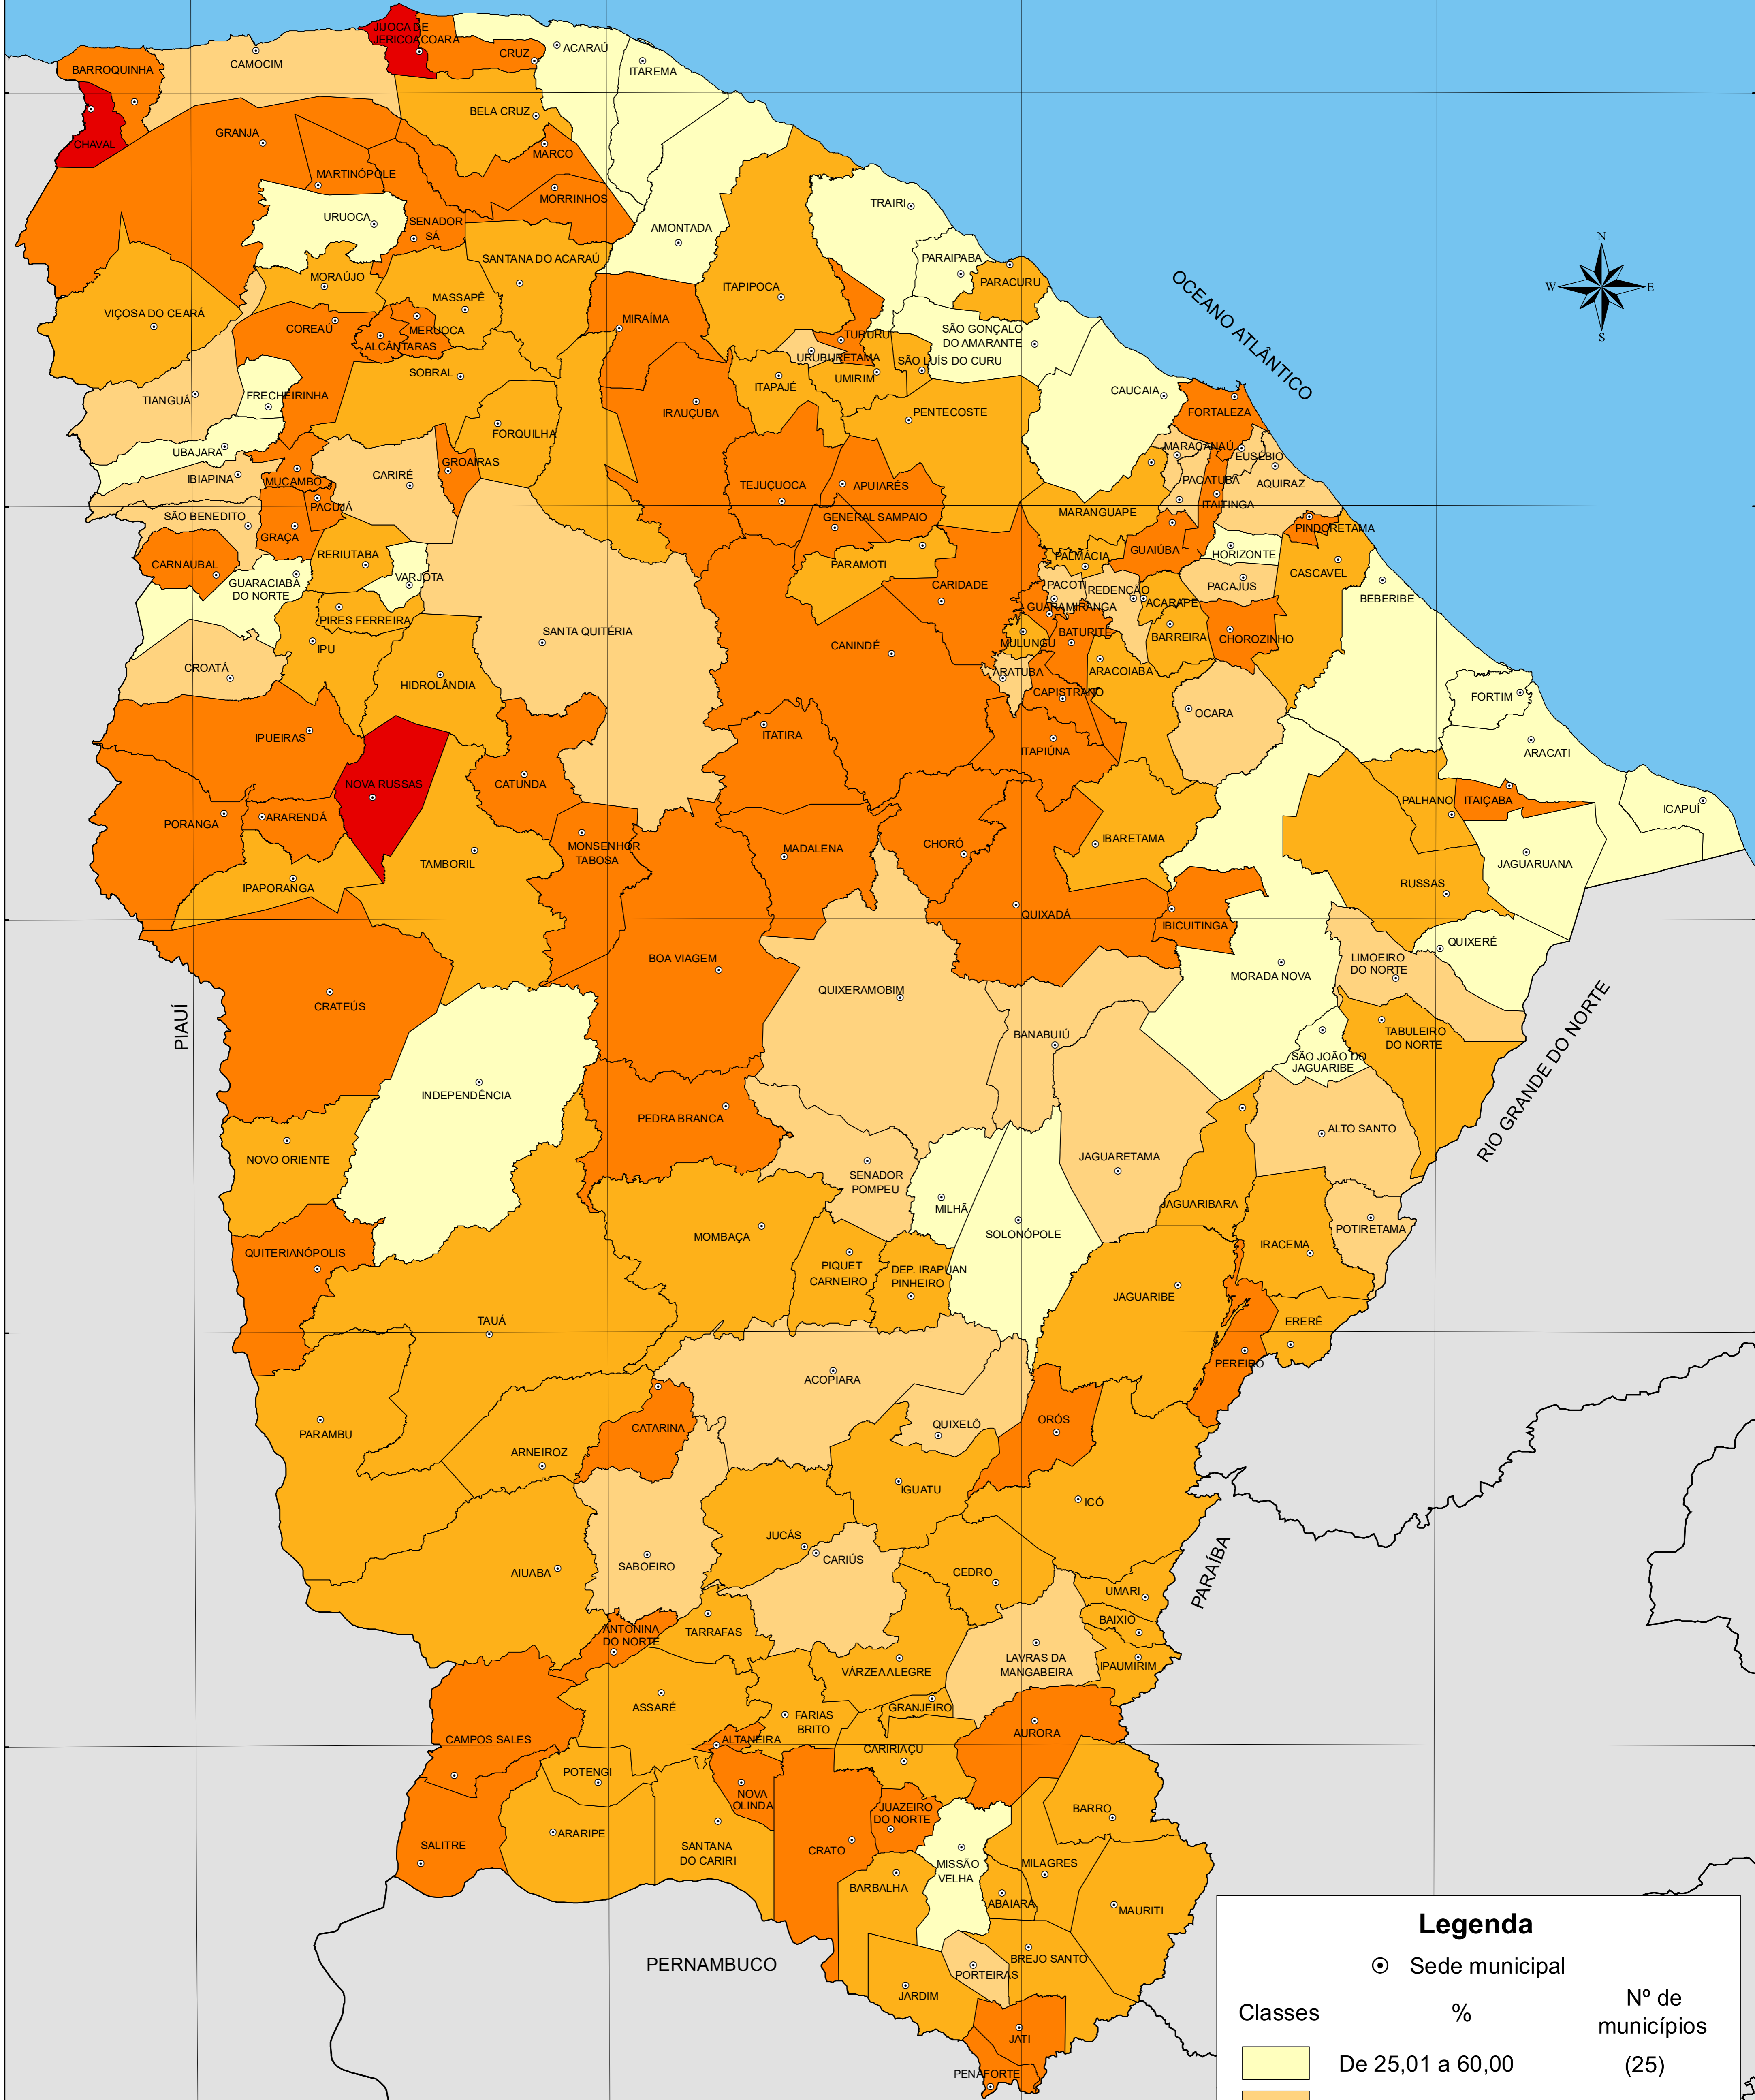 JIJOCA DE
JERICOACOARA
CRUZ
ACARAÚ
ITAREMA
BARROQUINHA
CAMOCIM
BELA CRUZ
CHAVAL
GRANJA
MARCO
MARTINÓPOLE
MORRINHOS
URUOCA
SENADOR
SÁ
AMONTADA
TRAIRI
N
W
E
S
MORAÚJO
SANTANA DO ACARAÚ
ITAPIPOCA
PARAIPABA
PARACURU
OCEANO ATLÂNTICO
VIÇOSA DO CEARÁ
MASSAPÊ
COREAÚ
MERUOCA
ALCÂNTARAS
MIRAÍMA
TURURU
SÃO GONÇALO
DO AMARANTE
URUBURETAMA
SÃO LUÍS DO CURU
SOBRAL
ITAPAJÉ
UMIRIM
TIANGUÁ
FRECHEIRINHA
IRAUÇUBA
PENTECOSTE
CAUCAIA
FORTALEZA
FORQUILHA
UBAJARA
MARACANAÚ
EUSÉBIO
IBIAPINA
MUCAMBO
CARIRÉ
GROAÍRAS
TEJUÇUOCA
APUIARÉS
PACATUBA
AQUIRAZ
PACUJÁ
ITAITINGA
SÃO BENEDITO
GENERAL SAMPAIO
MARANGUAPE
PINDORETAMA
GRAÇA
CARNAUBAL
RERIUTABA
PARAMOTI
PALMÁCIA
GUAIÚBA
HORIZONTE
GUARACIABA
DO NORTE
VARJOTA
CARIDADE
PACOTI
REDENÇÃO
PACAJUS
CASCAVEL
GUARAMIRANGA
ACARAPE
BEBERIBE
PIRES FERREIRA
IPU
SANTA QUITÉRIA
CANINDÉ
MULUNGU
BATURITÉ
BARREIRA
CHOROZINHO
CROATÁ
HIDROLÂNDIA
ARATUBA
ARACOIABA
CAPISTRANO
OCARA
FORTIM
IPUEIRAS
ITATIRA
ITAPIÚNA
ARACATI
NOVA RUSSAS
CATUNDA
PORANGA
ARARENDÁ
PALHANO
ITAIÇABA
ICAPUÍ
MONSENHOR
TABOSA
MADALENA
CHORÓ
IBARETAMA
TAMBORIL
IPAPORANGA
RUSSAS
JAGUARUANA
QUIXADÁ
IBICUITINGA
QUIXERÉ
BOA VIAGEM
LIMOEIRO
DO NORTE
MORADA NOVA
QUIXERAMOBIM
CRATEÚS
PIAUÍ
BANABUIÚ
TABULEIRO
DO NORTE
SÃO JOÃO DO
JAGUARIBE
RIO GRANDE DO NORTE
INDEPENDÊNCIA
PEDRA BRANCA
ALTO SANTO
NOVO ORIENTE
JAGUARETAMA
SENADOR
POMPEU
MILHÃ
JAGUARIBARA
SOLONÓPOLE
MOMBAÇA
POTIRETAMA
IRACEMA
QUITERIANÓPOLIS
PIQUET
CARNEIRO
DEP. IRAPUAN
PINHEIRO
JAGUARIBE
TAUÁ
ERERÊ
PEREIRO
ACOPIARA
PARAMBU
CATARINA
QUIXELÔ
ORÓS
ARNEIROZ
IGUATU
ICÓ
JUCÁS
CARIÚS
SABOEIRO
AIUABA
CEDRO
PARAÍBA
UMARI
BAIXIO
ANTONINA
DO NORTE
TARRAFAS
LAVRAS DA
MANGABEIRA
IPAUMIRIM
VÁRZEA ALEGRE
ASSARÉ
FARIAS
BRITO
GRANJEIRO
AURORA
CAMPOS SALES
ALTANEIRA
CARIRIAÇU
POTENGI
NOVA
OLINDA
JUAZEIRO
DO NORTE
BARRO
ARARIPE
SALITRE
SANTANA
DO CARIRI
CRATO
MISSÃO
VELHA
MILAGRES
BARBALHA
ABAIARA
MAURITI
Legenda
PERNAMBUCO
BREJO SANTO
Sede municipal
PORTEIRAS
JARDIM
Classes
%
Nº de
municípios
JATI
De 25,01 a 60,00
(25)
PENAFORTE